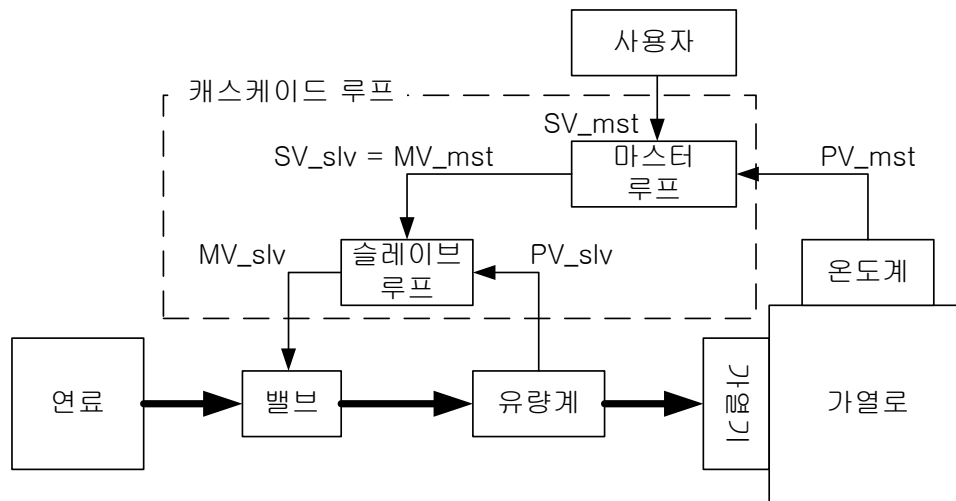 사용자
캐스케이드 루프
SV_mst
SV_slv = MV_mst
마스터
루프
PV_mst
MV_slv
슬레이브
루프
PV_slv
온도계
연료
밸브
유량계
가열기
가열로